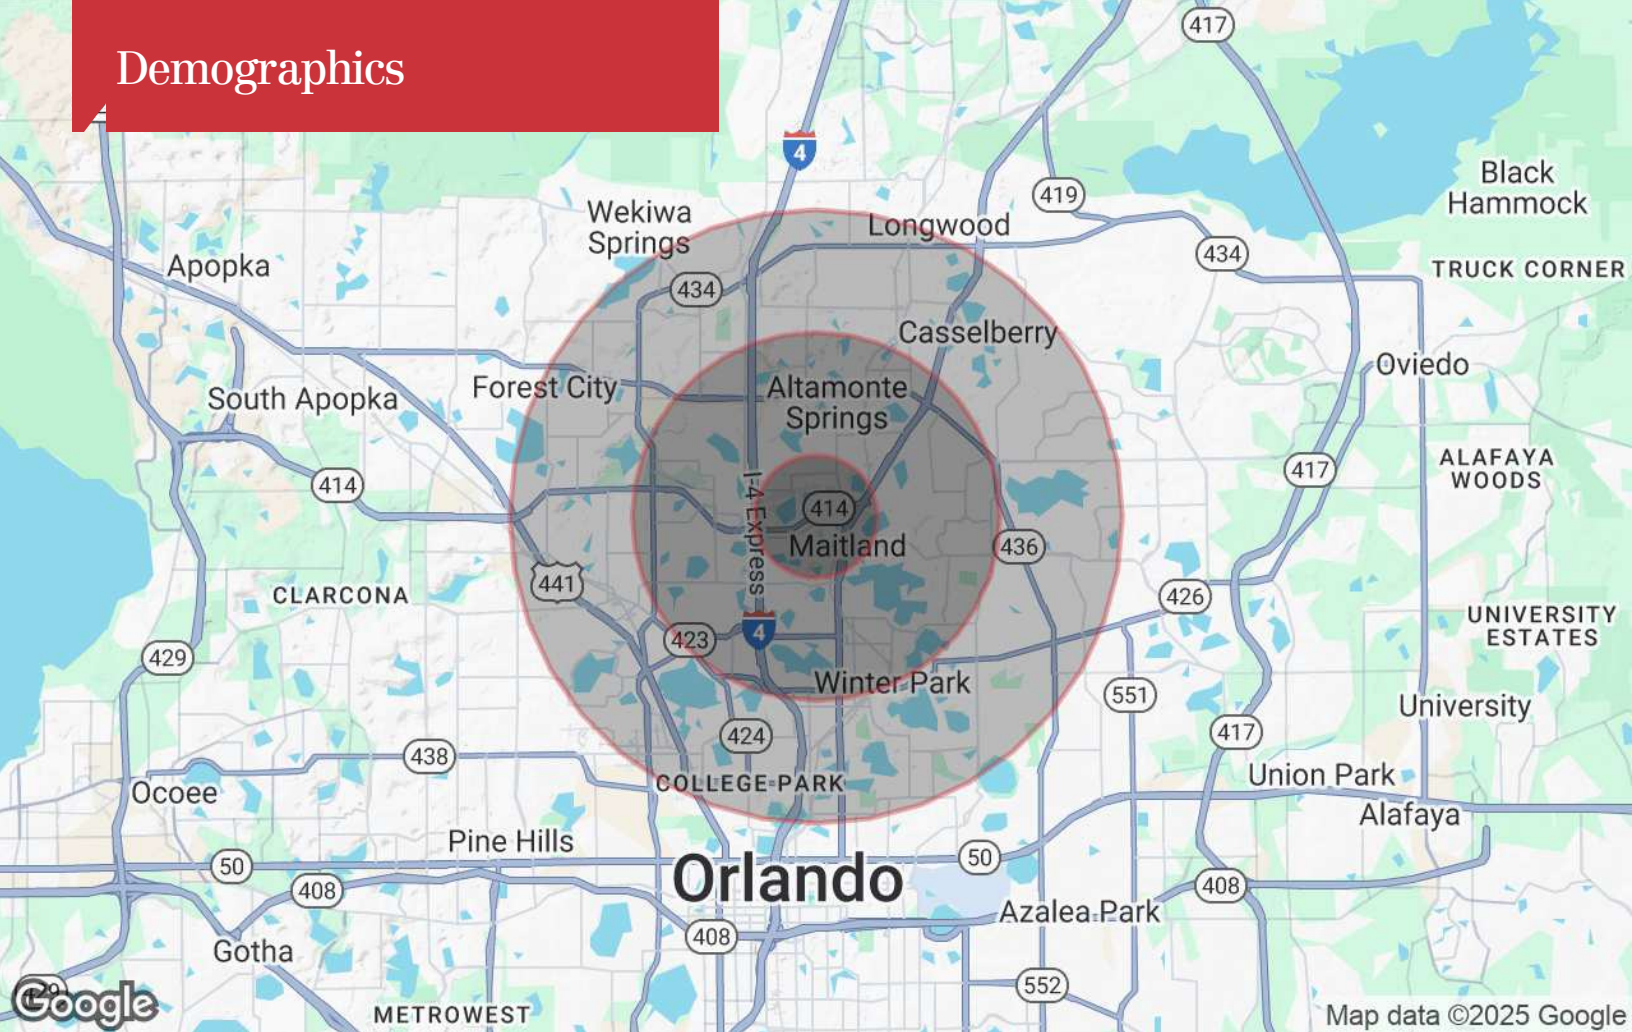 Demographics
417
4
Black
Hammock
419
Wekiwa
Springs
Longwood
434
Apopka
TRUCK CORNER
434
Casselberry
Oviedo
Forest City
Altamonte
Springs
South Apopka
ALAFAYA
WOODS
417
414
I-4 Express
414
Maitland
436
441
CLARCONA
426
UNIVERSITY
ESTATES
423
4
429
Winter Park
551
University
424
417
438
COLLEGE PARK
Union Park
Ocoee
Alafaya
Pine Hills
50
50
Orlando
408
408
Azalea Park
408
Gotha
552
429
Google
METROWEST
Map data ©2025 Google